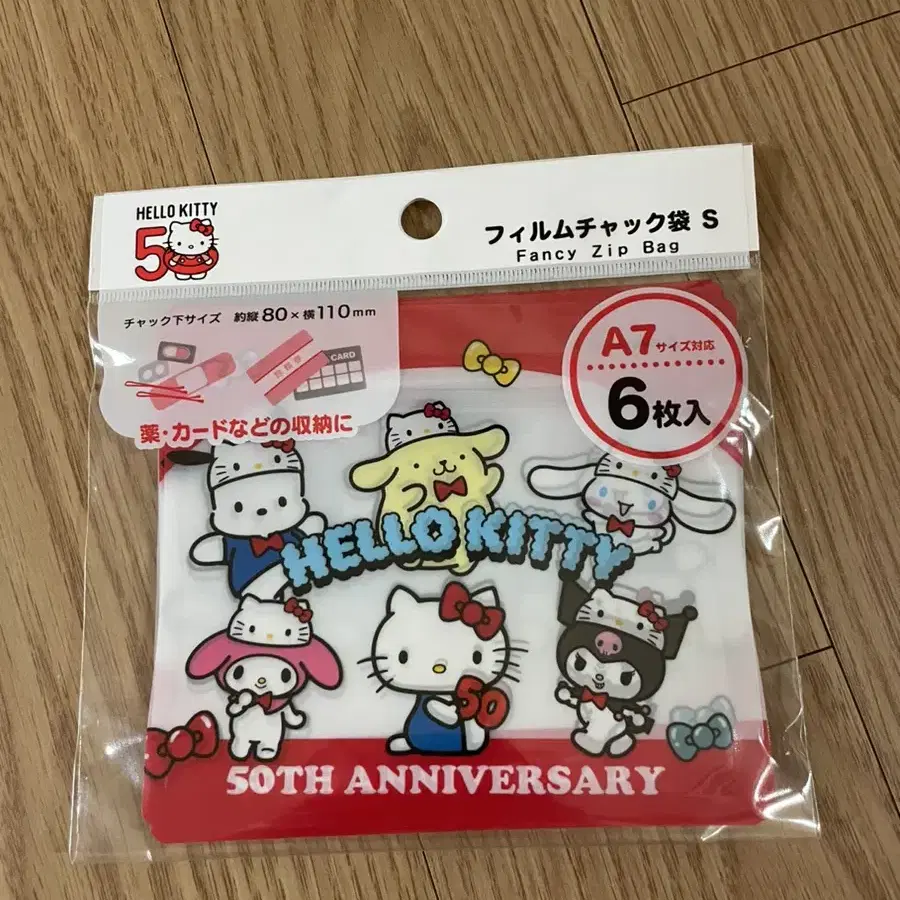 HELLO KITTY
50
フィルムチャック袋 S
Fancy Zip Bag
チャック下サイズ 約縦80×横110mm
CARD
薬・カードなどの収納に
A7サイズ対応
6枚入
HELLO KITTY
50
50TH ANNIVERSARY